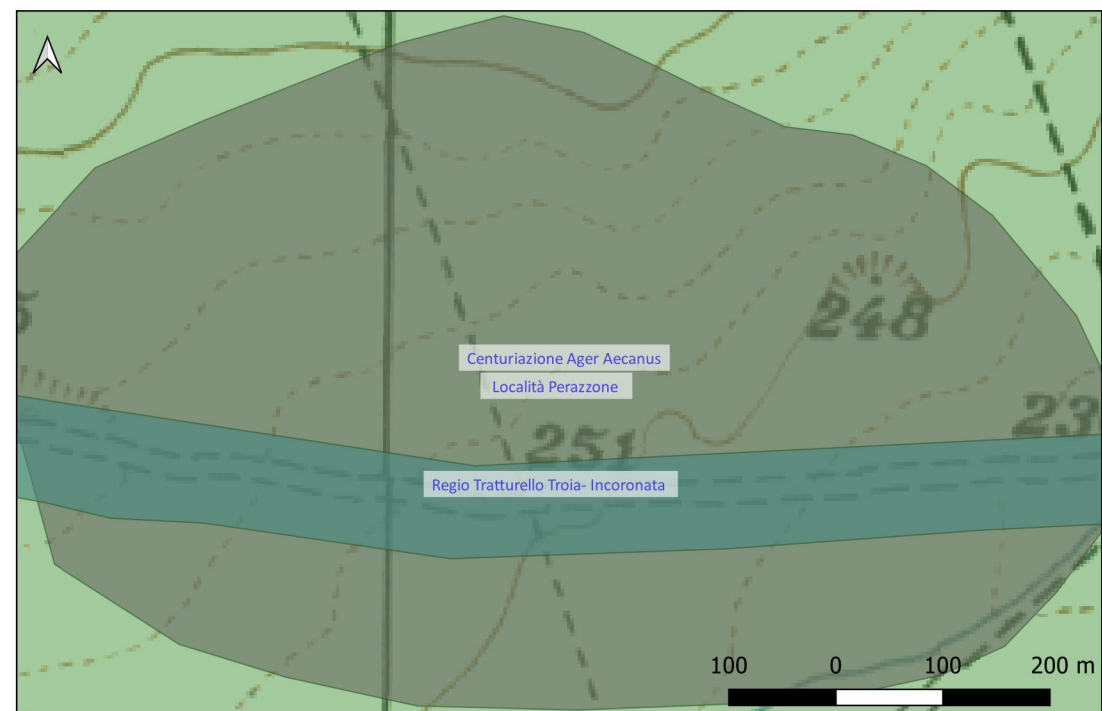 248
Centuriazione Ager Aecanus
Località Perazzone
251
Regio Tratturello Troia- Incoronata
100 0 100 200 m